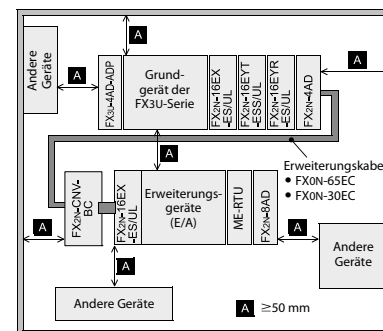 Andere
Geräte
A
A
FX3U-4AD-ADP
Grund-
gerät der
FX3U-Serie
FX2N-16EX
-ES/UL
FX2N-16EYT
-ESS/UL
FX2N-16EYR
-ES/UL
FX2N-4AD
A
A
Erweiterungskabe
• FX0N-65EC
• FX0N-30EC
FX2N-CNV-
BC
FX2N-16EX
-ES/UL
Erweiterungs-
geräte
(E/A)
ME-RTU
FX2N-8AD
A
A
A
Andere
Geräte
Andere Geräte
A ≥50 mm